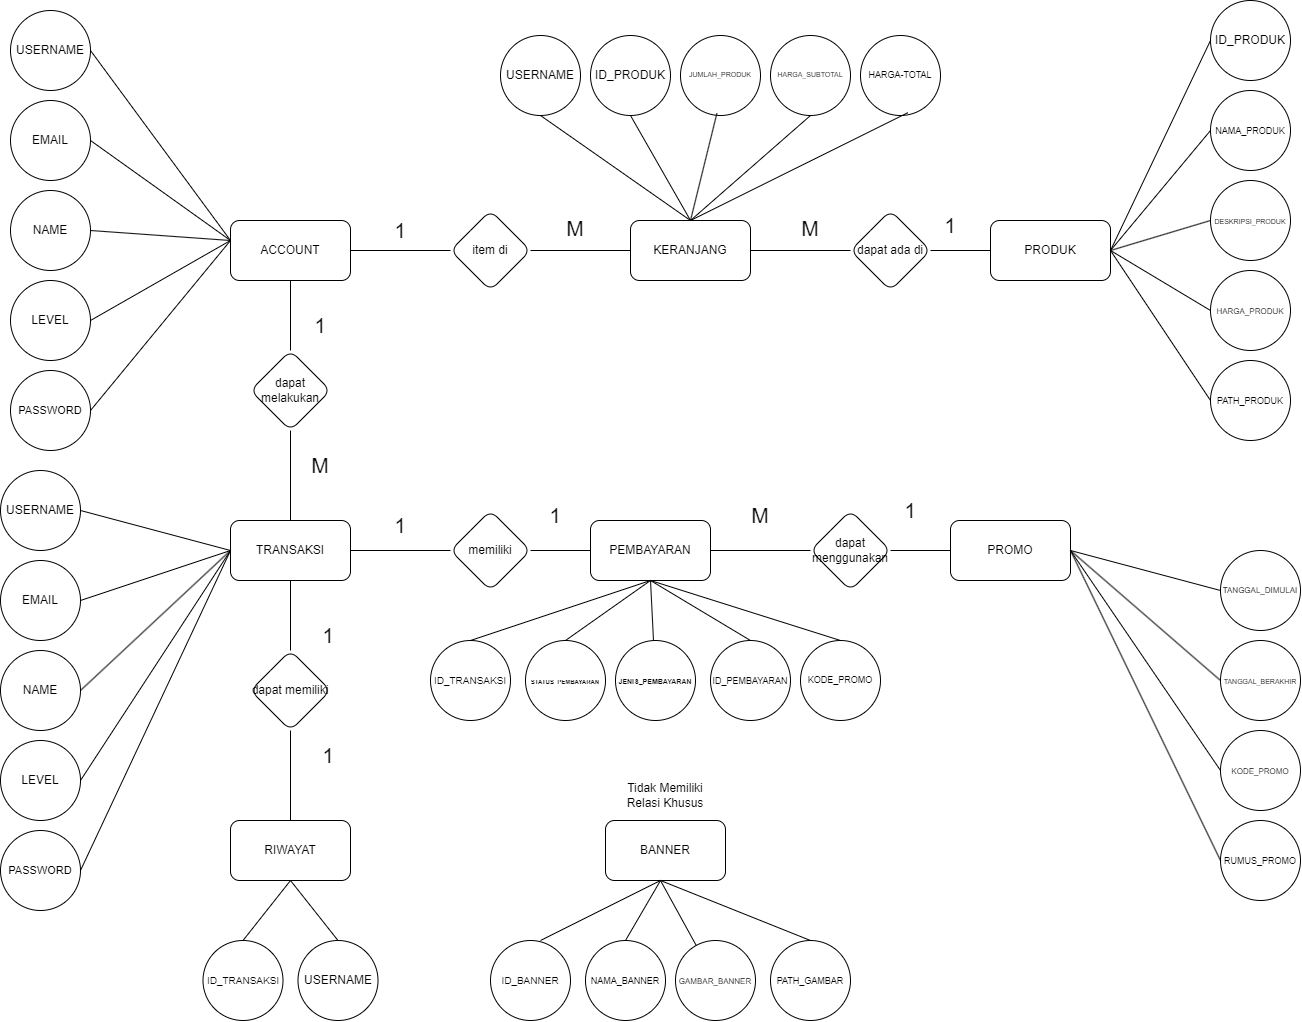 USERNAME
EMAIL
NAME
LEVEL
PASSWORD
ACCOUNT
1
item di
M
USERNAME
ID_PRODUK
JUMLAH_PRODUK
HARGA_SUBTOTAL
HARGA-TOTAL
KERANJANG
M
dapat ada di
1
PRODUK
ID_PRODUK
NAMA_PRODUK
DESKRIPSI_PRODUK
HARGA_PRODUK
PATH_PRODUK
1
dapat
melakukan
M
USERNAME
EMAIL
NAME
LEVEL
PASSWORD
TRANSAKSI
1
memiliki
1
PEMBAYARAN
M
dapat
menggunakan
1
PROMO
ID_TRANSAKSI
STATUS_PEMBAYARAN
JENIS_PEMBAYARAN
ID_PEMBAYARAN
KODE_PROMO
TANGGAL_DIMULAI
TANGGAL_BERAKHIR
KODE_PROMO
RUMUS_PROMO
1
dapat memiliki
1
RIWAYAT
ID_TRANSAKSI
USERNAME
Tidak Memiliki
Relasi Khusus
BANNER
ID_BANNER
NAMA_BANNER
GAMBAR_BANNER
PATH_GAMBAR